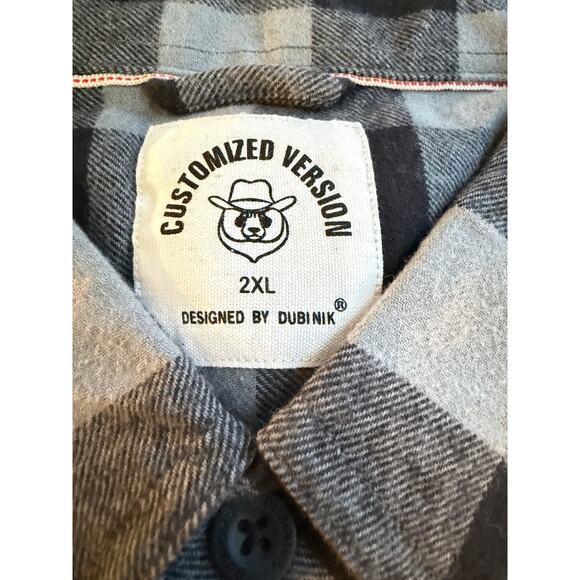 CUSTOMIZED VERSION
2XL
DESIGNED BY DUBINIK®